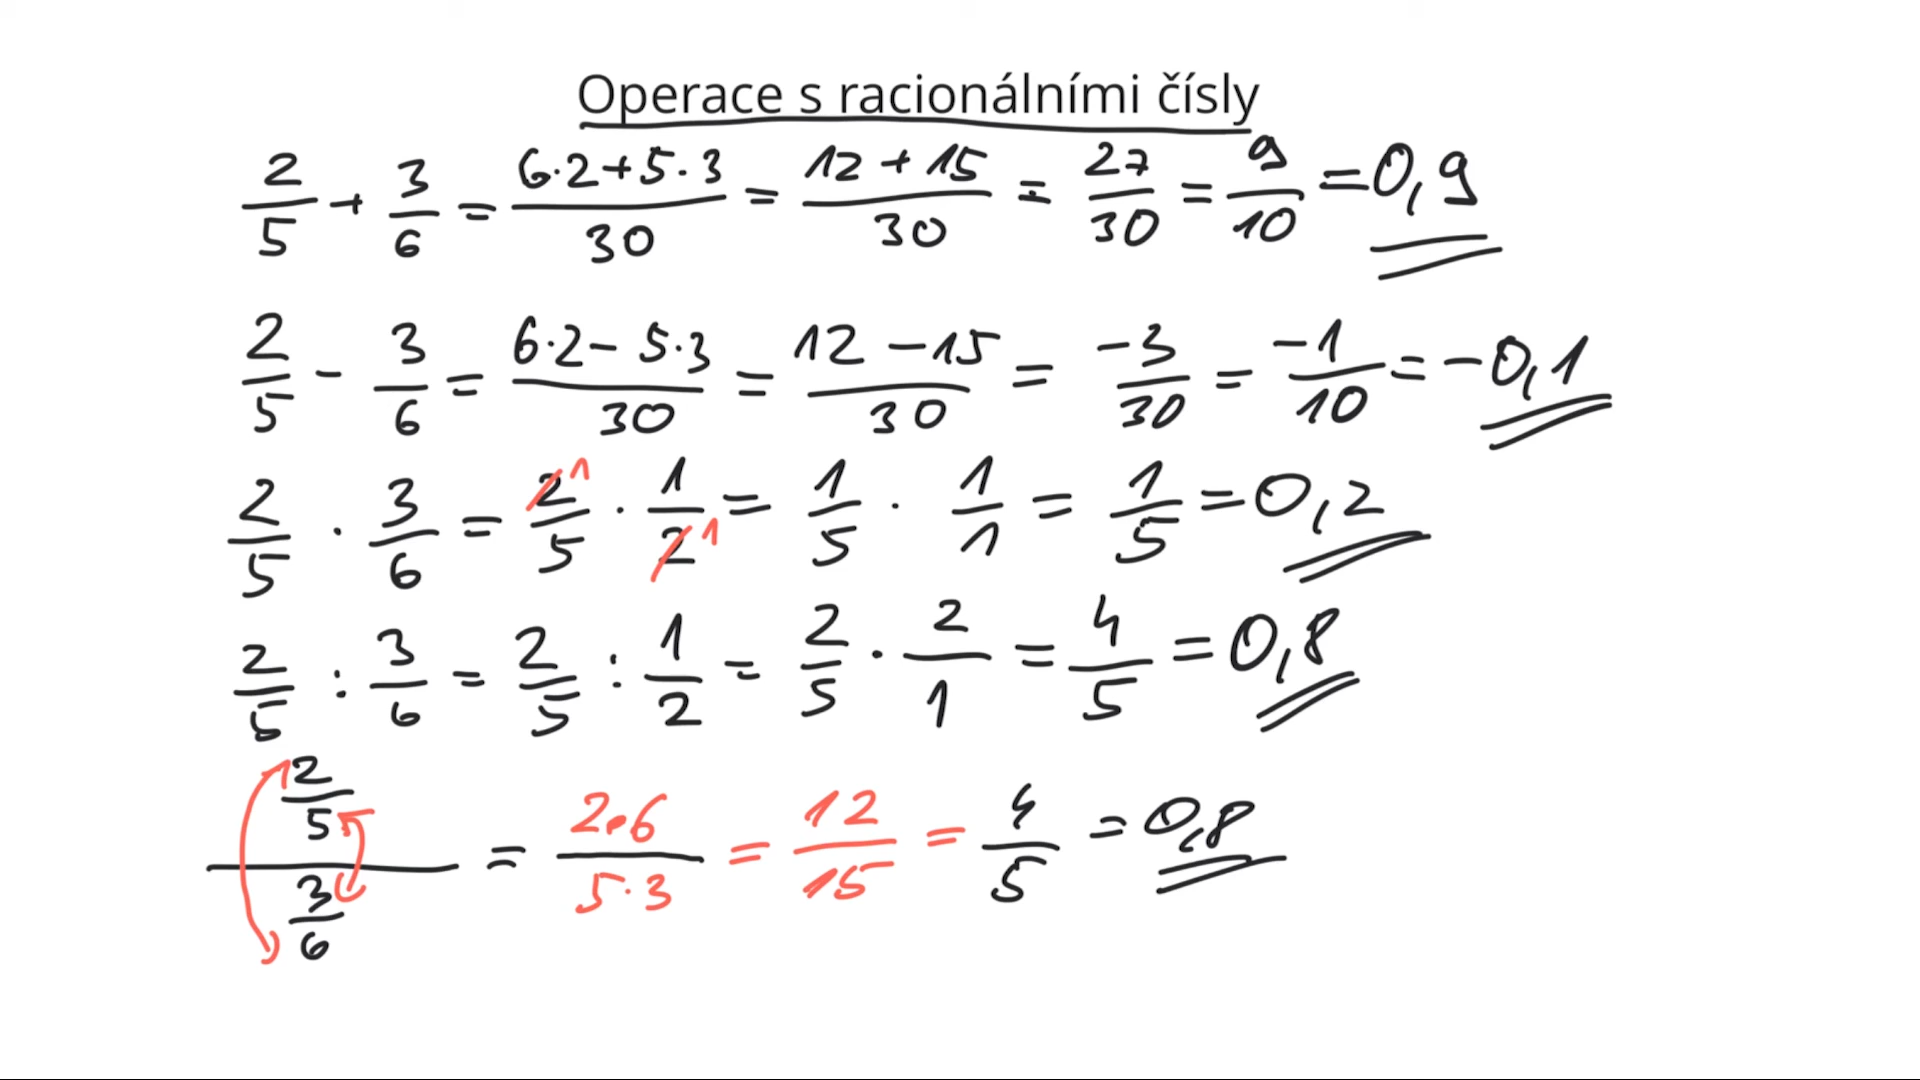 Operace s racionálními čísly
2/5 + 3/6 = (6·2+5·3)/30 = (12+15)/30 = 27/30 = 9/10 = 0,9
2/5 - 3/6 = (6·2-5·3)/30 = (12-15)/30 = -3/30 = -1/10 = -0,1
2/5 · 3/6 = 2/5 1 · 1/2 1 = 1/5 · 1/1 = 1/5 = 0,2
2/5 : 3/6 = 2/5 : 1/2 = 2/5 · 2/1 = 4/5 = 0,8
(2/5)/(3/6) = (2·6)/(5·3) = 12/15 = 4/5 = 0,8